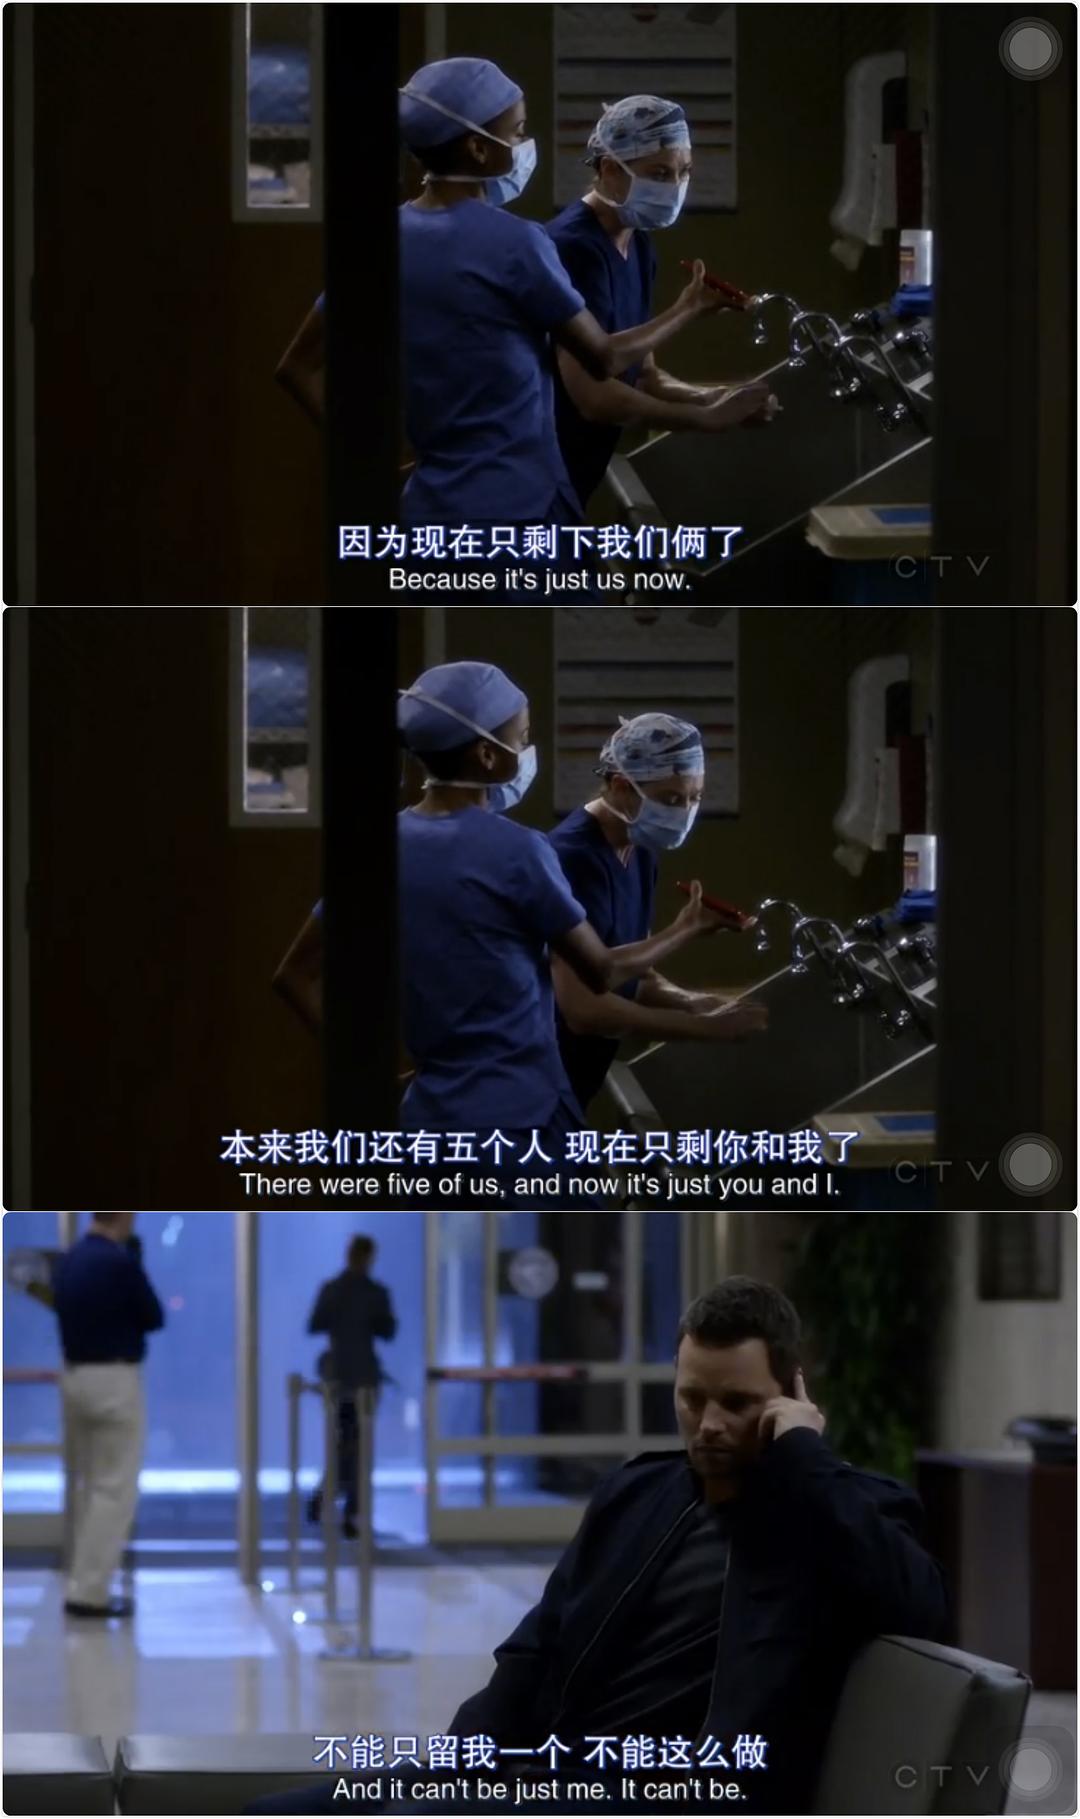 因为现在只剩下我们俩了
Because it's just us now.
CTV
本来我们还有五个人 现在只剩你和我了
There were five of us, and now it's just you and I.
CTV
不能只留我一个 不能这么做
And it can't be just me. It can't be.
CTV